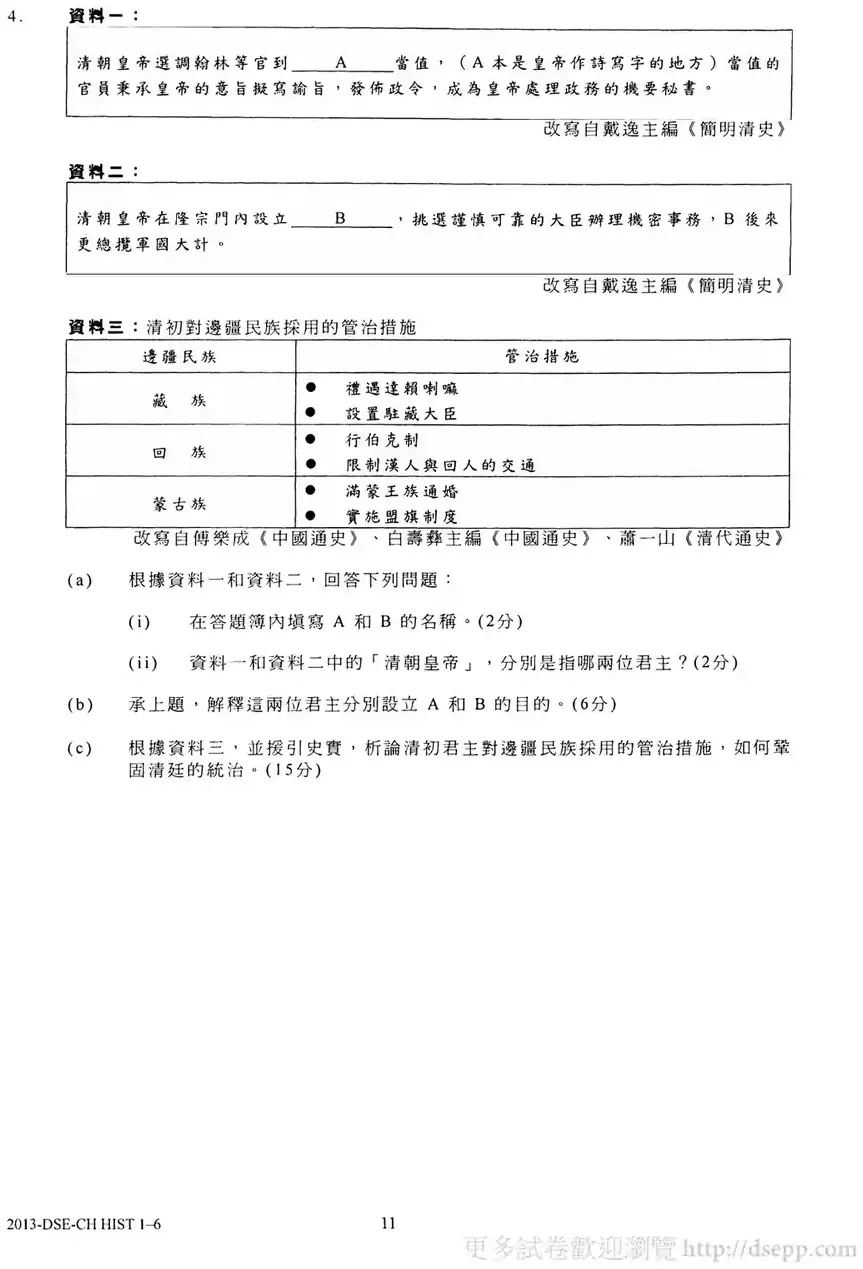 4. 資料一：
清朝皇帝選調翰林等官到 A 當值，（A 本是皇帝作詩寫字的地方）當值的
官員秉承皇帝的意旨擬寫諭旨，發佈政令，成為皇帝處理政務的機要秘書。
改寫自戴逸主編《簡明清史》
資料二：
清朝皇帝在隆宗門內設立 B ，挑選謹慎可靠的大臣辦理機密事務，B 後來
更總攬軍國大計。
改寫自戴逸主編《簡明清史》
資料三：清初對邊疆民族採用的管治措施
邊疆民族 管治措施
藏 族
● 禮遇達賴喇嘛
● 設置駐藏大臣
回 族
● 行伯克制
● 限制漢人與回人的交通
蒙古族
● 滿蒙王族通婚
● 實施盟旗制度
改寫自傅樂成《中國通史》、白壽彝主編《中國通史》、蕭一山《清代通史》
(a) 根據資料一和資料二，回答下列問題：
(i) 在答題簿內填寫 A 和 B 的名稱。(2分)
(ii) 資料一和資料二中的「清朝皇帝」，分別是指哪兩位君主？(2分)
(b) 承上題，解釋這兩位君主分別設立 A 和 B 的目的。(6分)
(c) 根據資料三，並援引史實，析論清初君主對邊疆民族採用的管治措施，如何鞏
固清廷的統治。(15分)
2013-DSE-CH HIST 1–6 11
更多試卷歡迎瀏覽 http://dsepp.com/